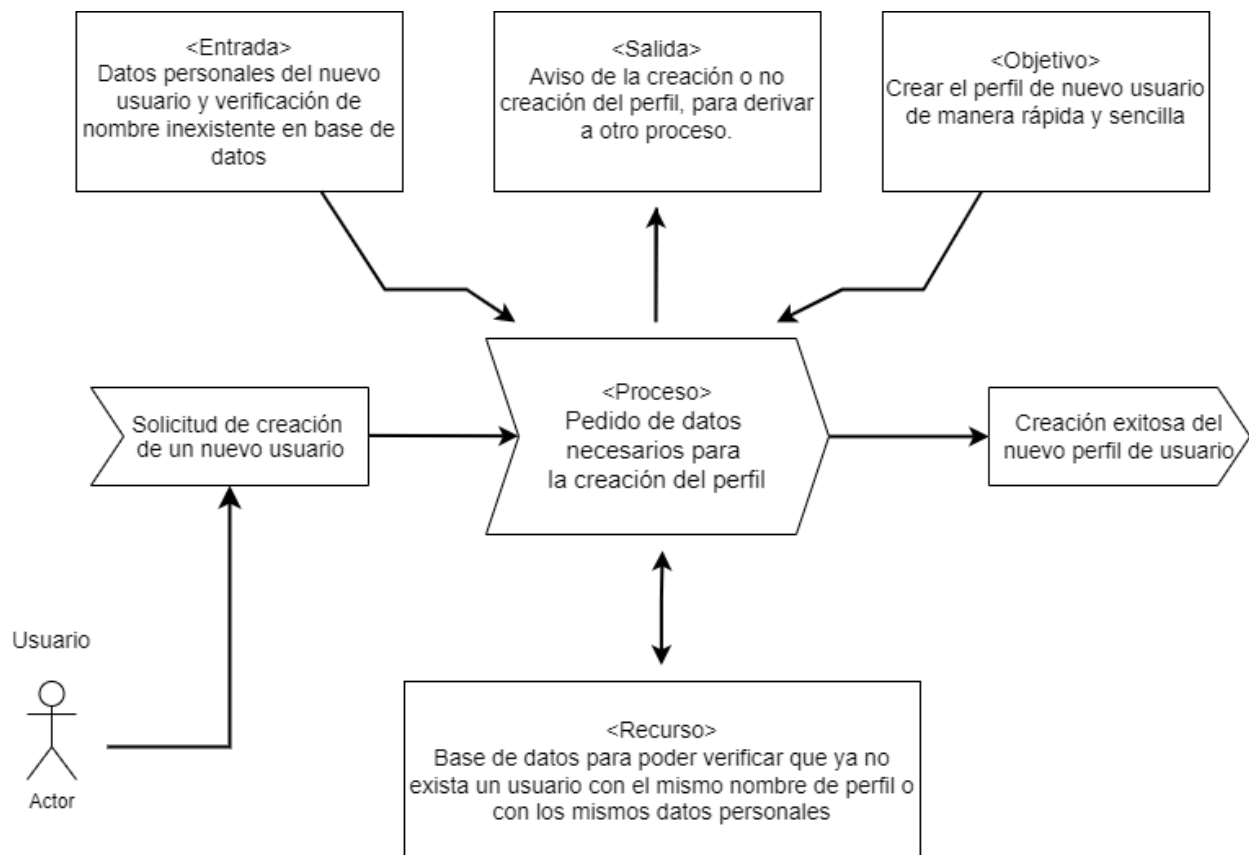 <Entrada>
Datos personales del nuevo
usuario y verificación de
nombre inexistente en base de
datos
<Salida>
Aviso de la creación o no
creación del perfil, para derivar
a otro proceso.
<Objetivo>
Crear el perfil de nuevo usuario
de manera rápida y sencilla
Solicitud de creación
de un nuevo usuario
<Proceso>
Pedido de datos
necesarios para
la creación del perfil
Creación exitosa del
nuevo perfil de usuario
Usuario
Actor
<Recurso>
Base de datos para poder verificar que ya no
exista un usuario con el mismo nombre de perfil o
con los mismos datos personales